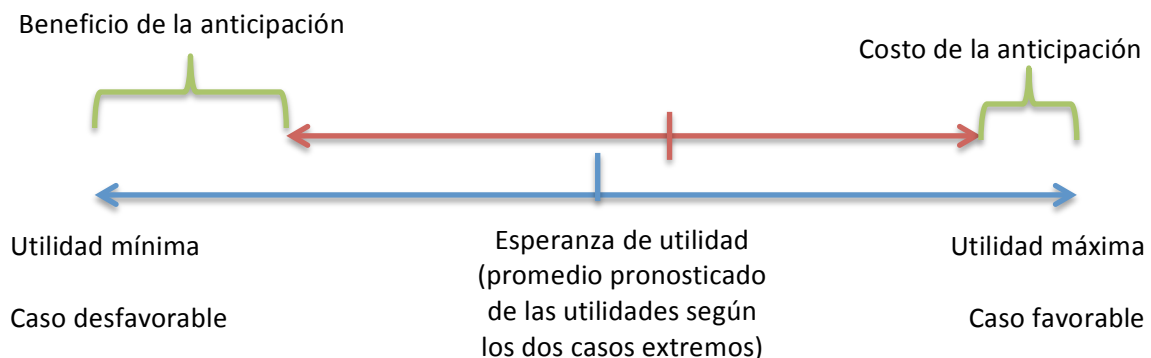 Beneficio de la anticipación
Costo de la anticipación
Utilidad mínima
Caso desfavorable
Esperanza de utilidad
(promedio pronosticado
de las utilidades según
los dos casos extremos)
Utilidad máxima
Caso favorable